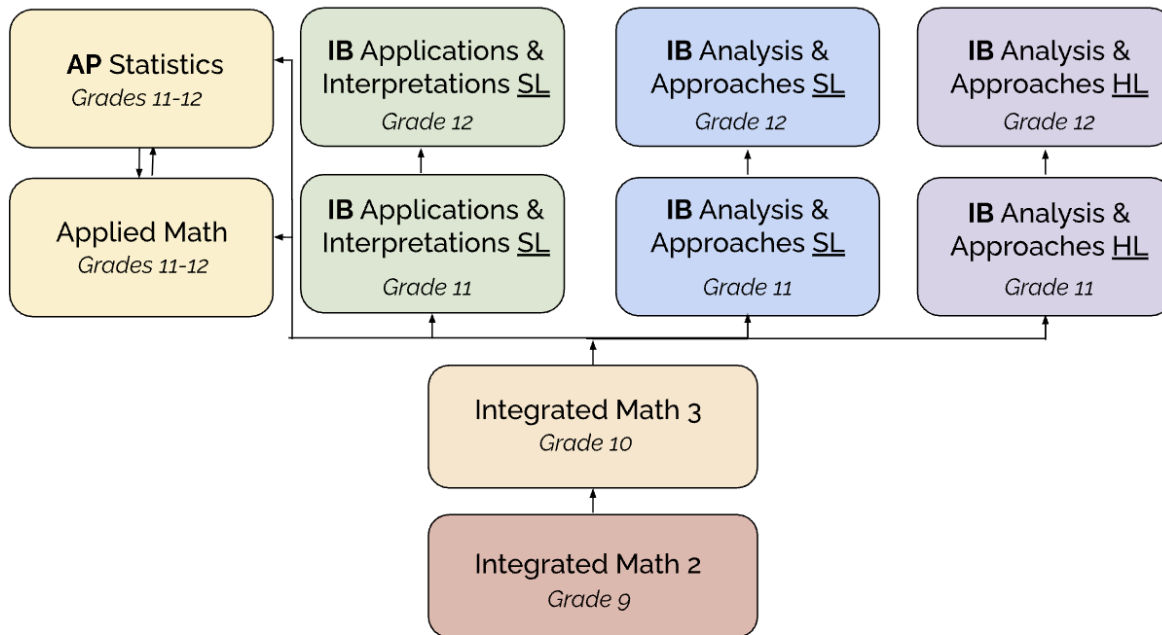 AP Statistics
Grades 11-12
IB Applications &
Interpretations SL
Grade 12
IB Analysis &
Approaches SL
Grade 12
IB Analysis &
Approaches HL
Grade 12
Applied Math
Grades 11-12
IB Applications &
Interpretations SL
Grade 11
IB Analysis &
Approaches SL
Grade 11
IB Analysis &
Approaches HL
Grade 11
Integrated Math 3
Grade 10
Integrated Math 2
Grade 9